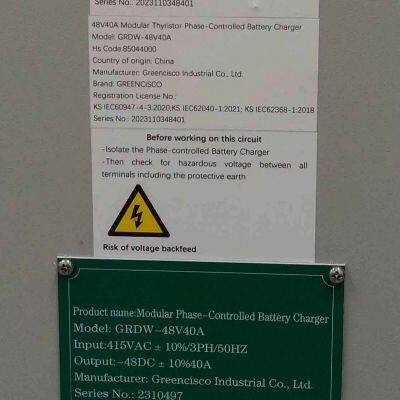 Series No.: 2023110348401
48V40A Modular Thyristor Phase-Controlled Battery Charger
Model: GRDW-48V40A
Hs Code:85044000
Country of origin: China
Manufacturer: Greencisco Industrial Co., Ltd.
Brand: GREENCISCO
Registration License No.:
KS IEC60947-4-3:2020;KS IEC62040-1:2021; KS IEC62368-1:2018
Series No.: 2023110348401
Before working on this circuit
-Isolate the Phase-controlled Battery Charger
-Then check for hazardous voltage between all
terminals including the protective earth
Risk of voltage backfeed
Product name:Modular Phase-Controlled Battery Charger
Model: GRDW-48V40A
Input:415VAC ± 10%/3PH/50HZ
Output:-48DC ± 10%40A
Manufacturer: Greencisco Industrial Co., Ltd.
Series No.: 2310497